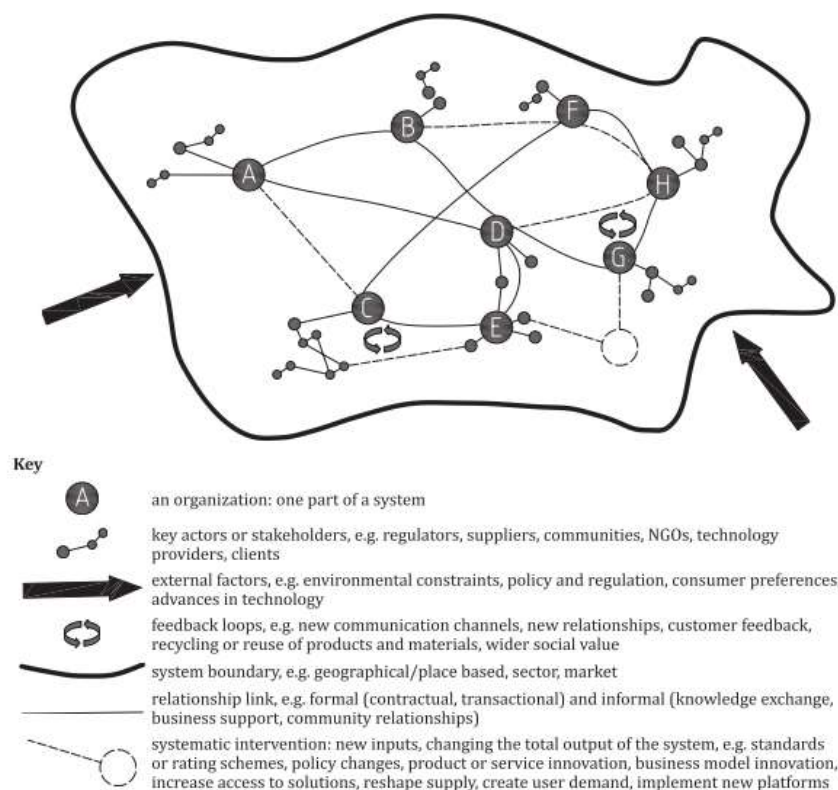 B
F
A
H
D
G
C
E
Key
A
an organization: one part of a system
key actors or stakeholders, e.g. regulators, suppliers, communities, NGOs, technology
providers, clients
external factors, e.g. environmental constraints, policy and regulation, consumer preferences
advances in technology
feedback loops, e.g. new communication channels, new relationships, customer feedback,
recycling or reuse of products and materials, wider social value
system boundary, e.g. geographical/place based, sector, market
relationship link, e.g. formal (contractual, transactional) and informal (knowledge exchange,
business support, community relationships)
systematic intervention: new inputs, changing the total output of the system, e.g. standards
or rating schemes, policy changes, product or service innovation, business model innovation,
increase access to solutions, reshape supply, create user demand, implement new platforms